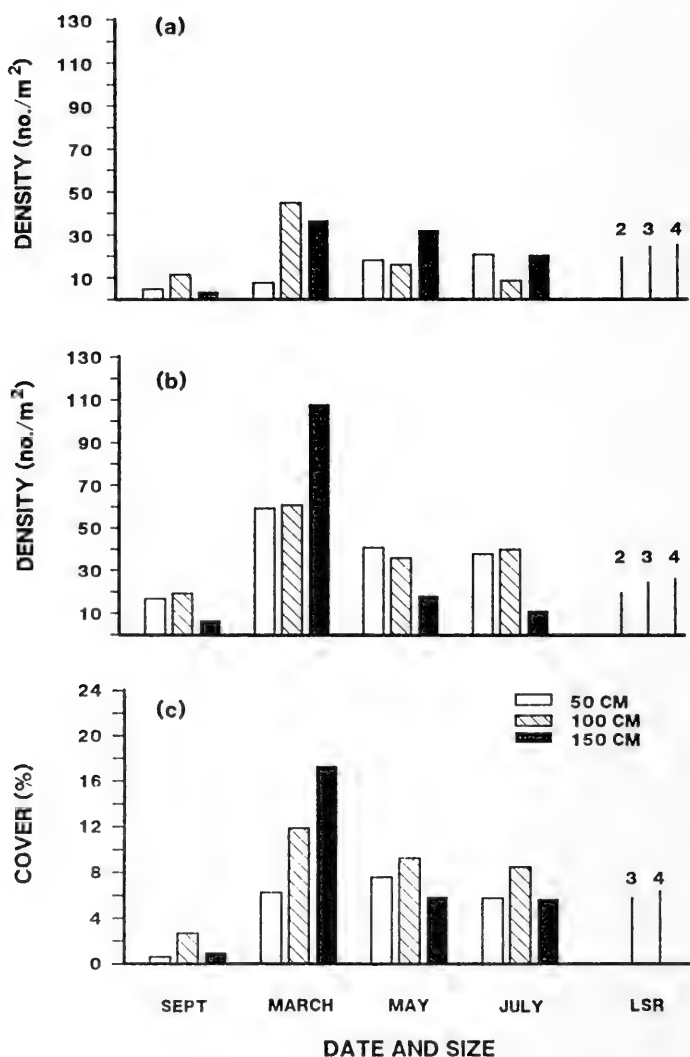 (a)
DENSITY (no./m²)
130
110
90
70
50
30
10
2 3 4
(b)
DENSITY (no./m²)
130
110
90
70
50
30
10
2 3 4
(c)
COVER (%)
24
20
16
12
8
4
0
50 CM
100 CM
150 CM
3 4
SEPT MARCH MAY JULY LSR
DATE AND SIZE